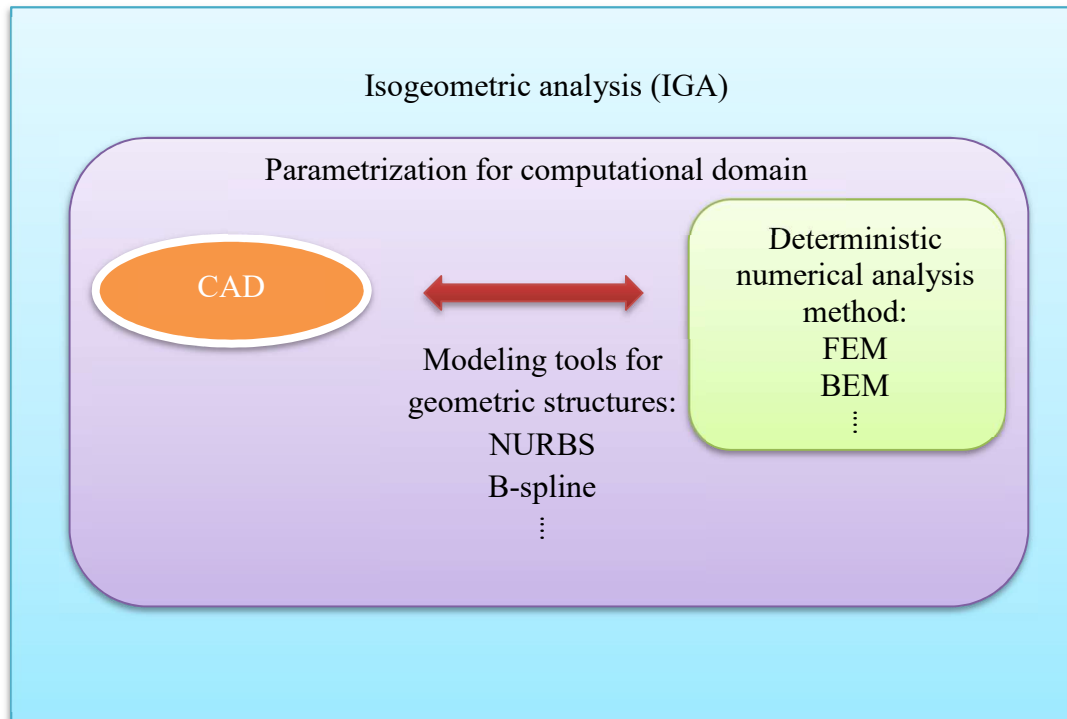 Isogeometric analysis (IGA)
Parametrization for computational domain
CAD
Modeling tools for
geometric structures:
NURBS
B-spline
⋮
Deterministic
numerical analysis
method:
FEM
BEM
⋮